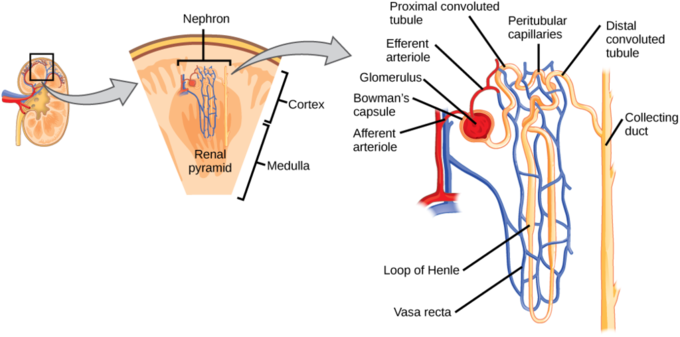 Nephron
Cortex
Renal
pyramid
Medulla
Proximal convoluted
tubule
Peritubular
capillaries
Distal
convoluted
tubule
Efferent
arteriole
Glomerulus
Bowman's
capsule
Afferent
arteriole
Collecting
duct
Loop of Henle
Vasa recta